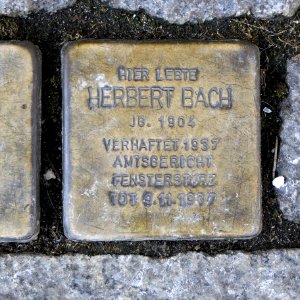 HIER LEBTE
HERBERT BACH
JG. 1904
VERHAFTET 1937
AMTSGERICHT
FENSTERSTURZ
TOT 9.11.1937